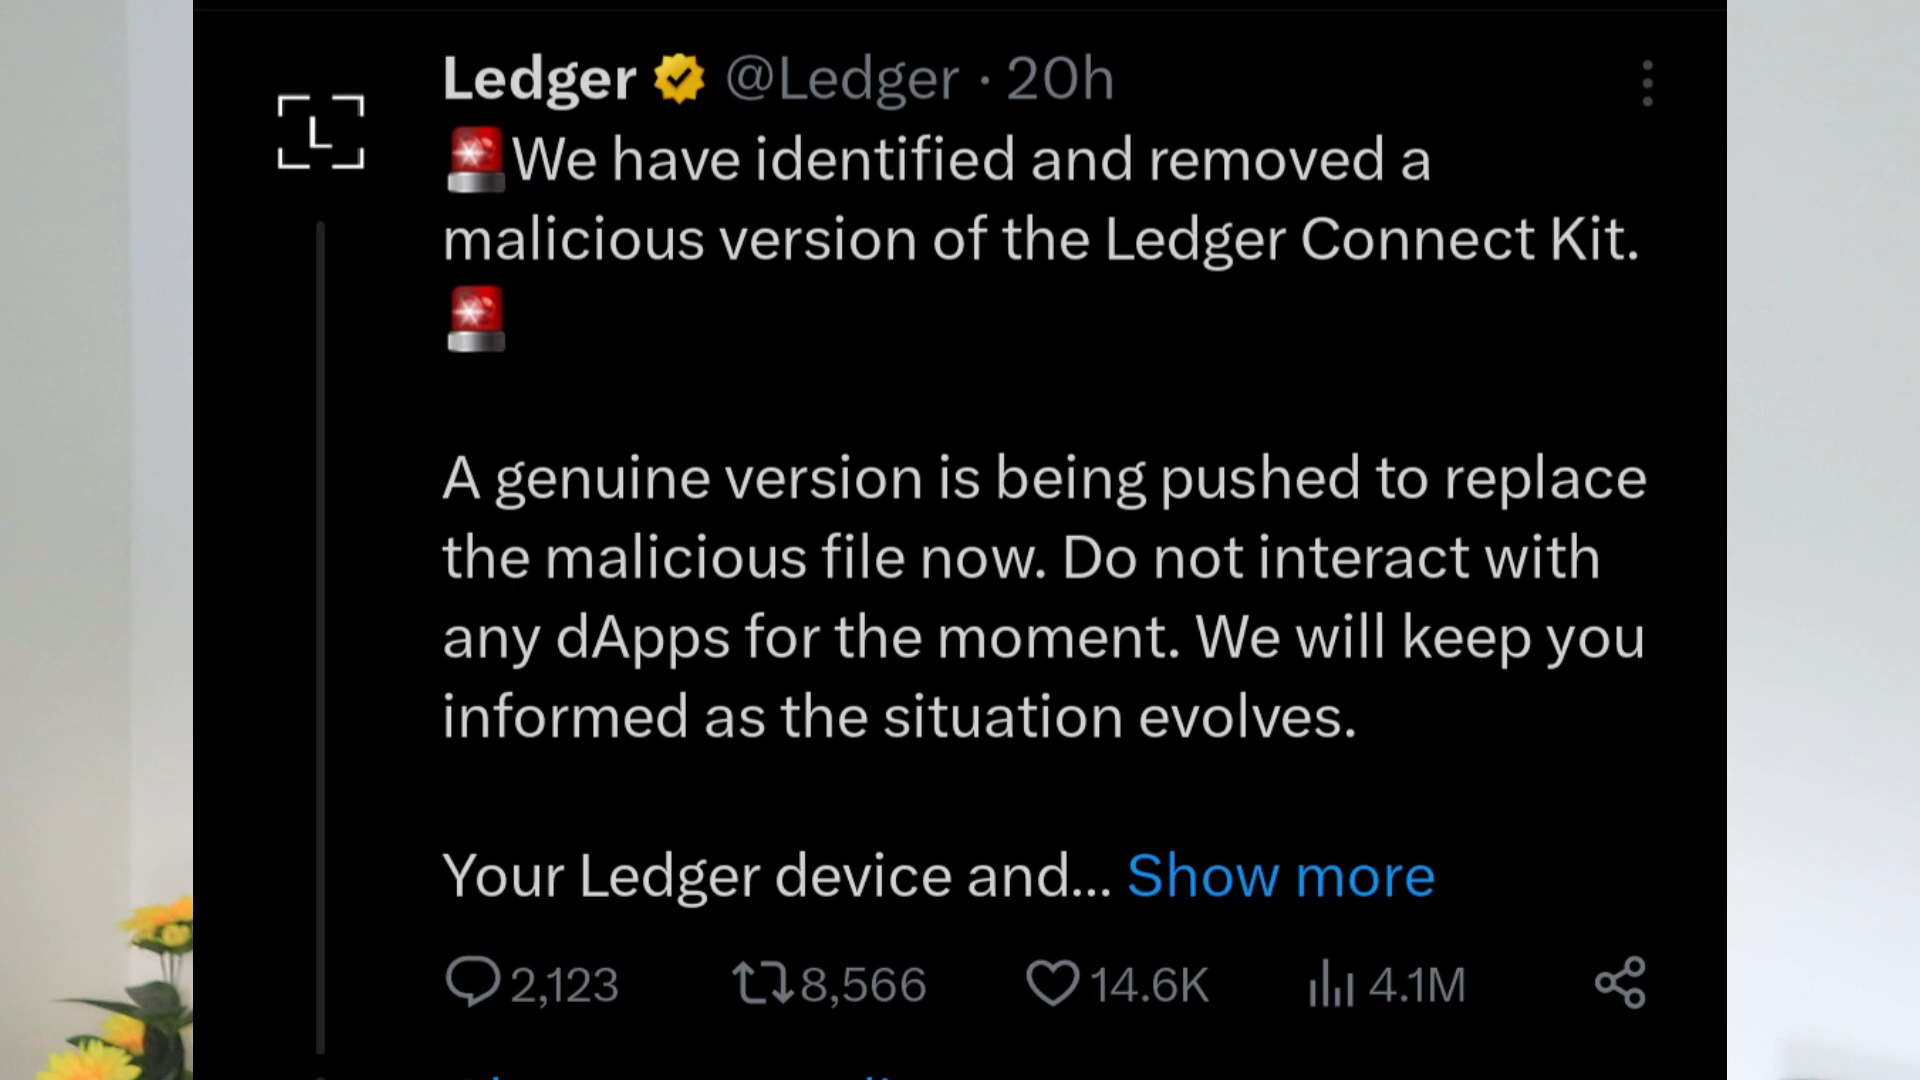 Ledger @Ledger · 20h
L
🚨We have identified and removed a
malicious version of the Ledger Connect Kit.
🚨
A genuine version is being pushed to replace
the malicious file now. Do not interact with
any dApps for the moment. We will keep you
informed as the situation evolves.
Your Ledger device and... Show more
2,123 8,566 14.6K 4.1M